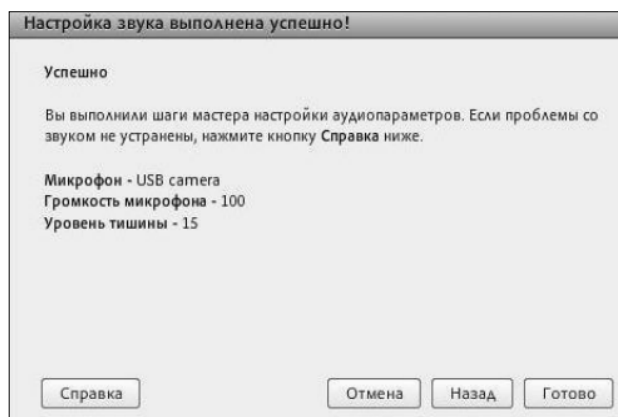 Настройка звука выполнена успешно!
Успешно
Вы выполнили шаги мастера настройки аудиопараметров. Если проблемы со
звуком не устранены, нажмите кнопку Справка ниже.
Микрофон - USB camera
Громкость микрофона - 100
Уровень тишины - 15
Справка Отмена Назад Готово